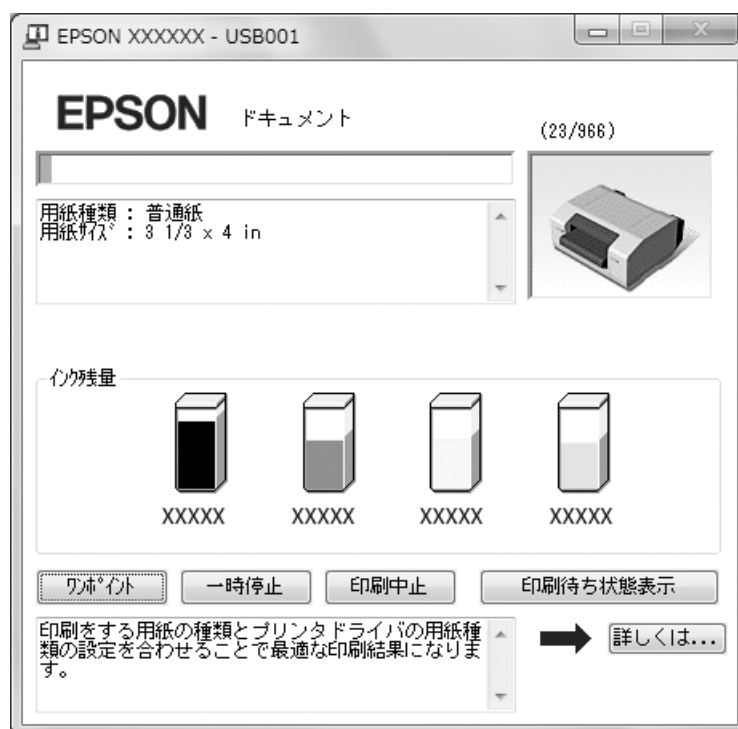 EPSON XXXXXX - USB001
EPSON ドキュメント
(23/966)
用紙種類 : 普通紙
用紙ｻｲｽﾞ : 3 1/3 x 4 in
ｲﾝｸ残量
XXXXX XXXXX XXXXX XXXXX
ﾜﾝﾎﾟｲﾝﾄ 一時停止 印刷中止 印刷待ち状態表示
印刷をする用紙の種類とプリンタドライバの用紙種
類の設定を合わせることで最適な印刷結果になりま
す。
詳しくは...